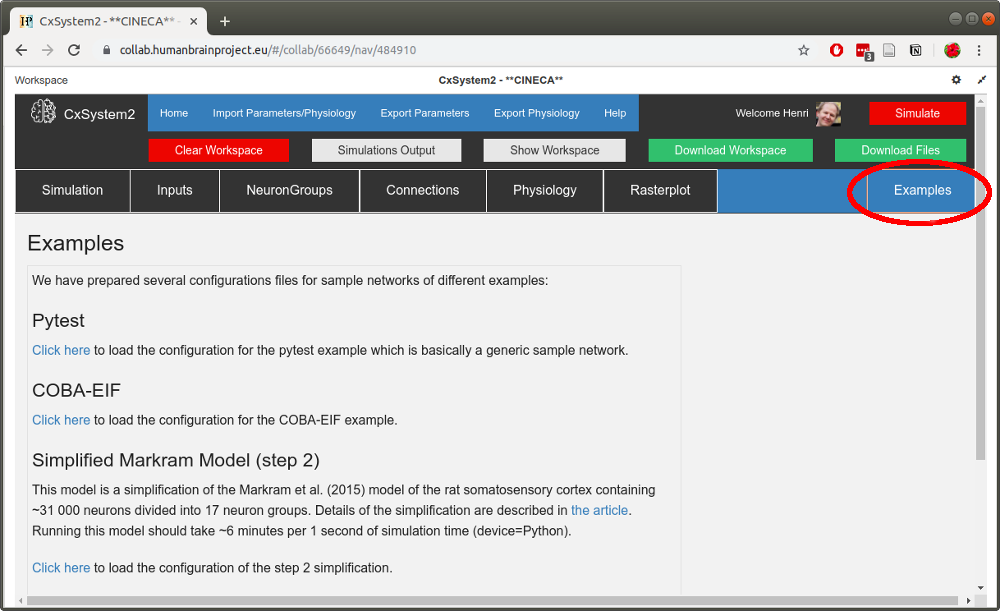 CxSystem2 - **CINECA** -
collab.humanbrainproject.eu/#/collab/66649/nav/484910
3
Workspace
CxSystem2 - **CINECA**
CxSystem2
Home
Import Parameters/Physiology
Export Parameters
Export Physiology
Help
Welcome Henri
Simulate
Clear Workspace
Simulations Output
Show Workspace
Download Workspace
Download Files
Simulation
Inputs
NeuronGroups
Connections
Physiology
Rasterplot
Examples
Examples
We have prepared several configurations files for sample networks of different examples:
Pytest
Click here to load the configuration for the pytest example which is basically a generic sample network.
COBA-EIF
Click here to load the configuration for the COBA-EIF example.
Simplified Markram Model (step 2)
This model is a simplification of the Markram et al. (2015) model of the rat somatosensory cortex containing
~31 000 neurons divided into 17 neuron groups. Details of the simplification are described in the article.
Running this model should take ~6 minutes per 1 second of simulation time (device=Python).
Click here to load the configuration of the step 2 simplification.